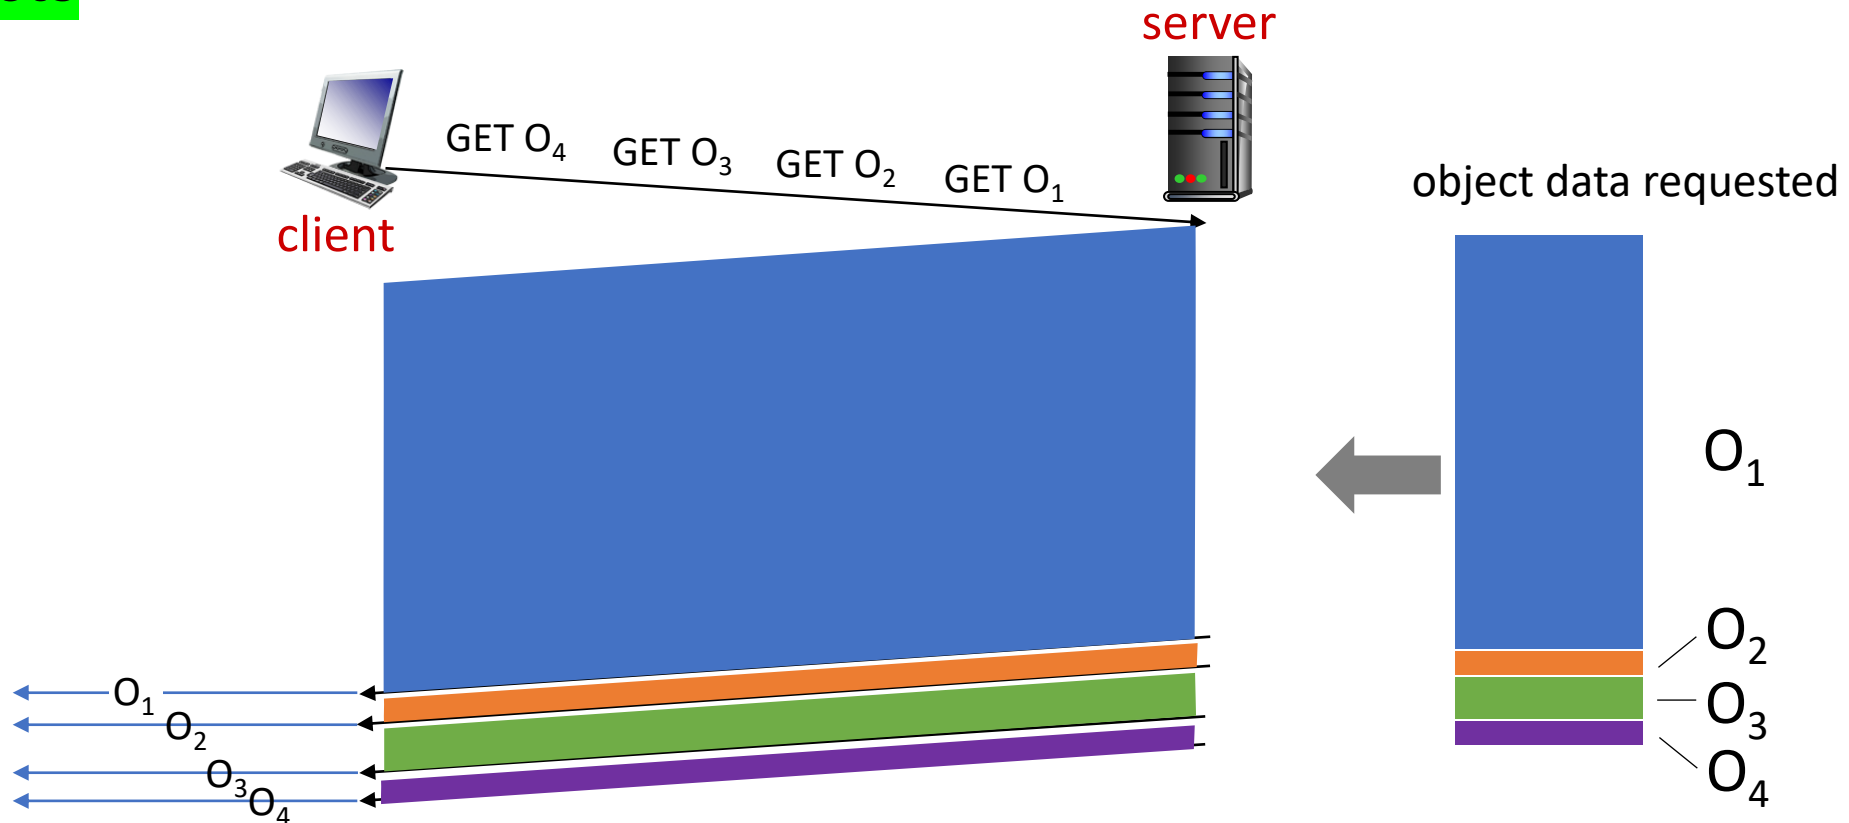 server
GET O₄ GET O₃ GET O₂ GET O₁
object data requested
client
O₁
O₂
O₃
O₄
O₁
O₂
O₃
O₄